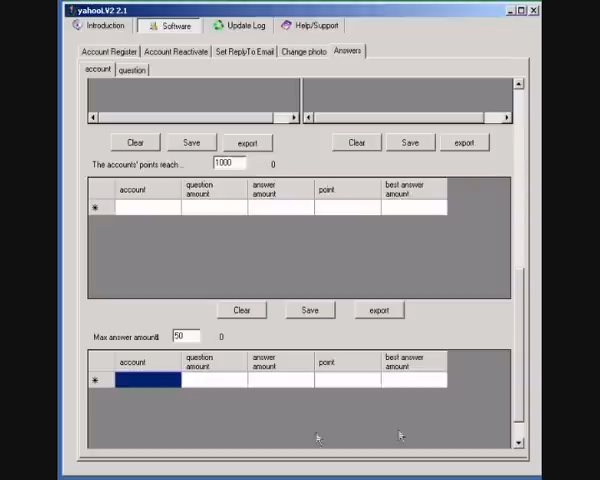 yahooLV2 2.1
Introduction Software Update Log Help/Support
Account Register Account Reactivate Set ReplyTo Email Change photo Answers
account question
Clear Save export Clear Save export
The accounts' points reach... 1000 0
account question amount answer amount point best answer amount
Clear Save export
Max answer amount 50 0
account question amount answer amount point best answer amount